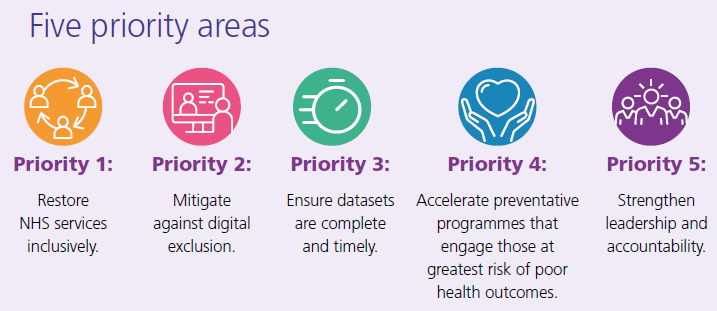 Five priority areas
Priority 1:
Restore
NHS services
inclusively.
Priority 2:
Mitigate
against digital
exclusion.
Priority 3:
Ensure datasets
are complete
and timely.
Priority 4:
Accelerate preventative
programmes that
engage those at
greatest risk of poor
health outcomes.
Priority 5:
Strengthen
leadership and
accountability.